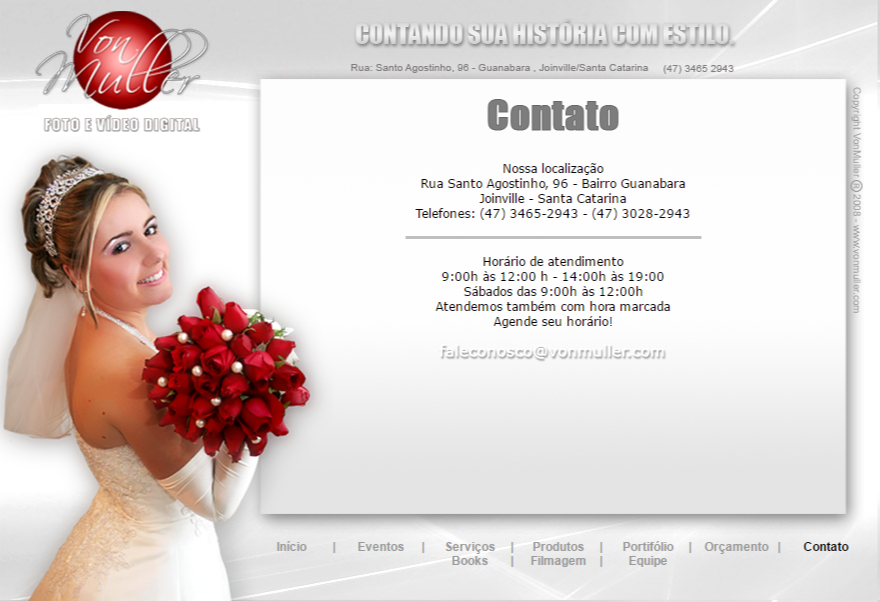 Von
Muller
FOTO E VÍDEO DIGITAL
CONTANDO SUA HISTÓRIA COM ESTILO.
Rua: Santo Agostinho, 96 - Guanabara , Joinville/Santa Catarina (47) 3465 2943
Contato
Nossa localização
Rua Santo Agostinho, 96 - Bairro Guanabara
Joinville - Santa Catarina
Telefones: (47) 3465-2943 - (47) 3028-2943
Horário de atendimento
9:00h às 12:00 h - 14:00h às 19:00
Sábados das 9:00h às 12:00h
Atendemos também com hora marcada
Agende seu horário!
faleconosco@vonmuller.com
Copyright VonMuller ® 2008 - www.vonmuller.com
Início | Eventos | Serviços | Produtos | Portifólio | Orçamento | Contato
Books | Filmagem | Equipe